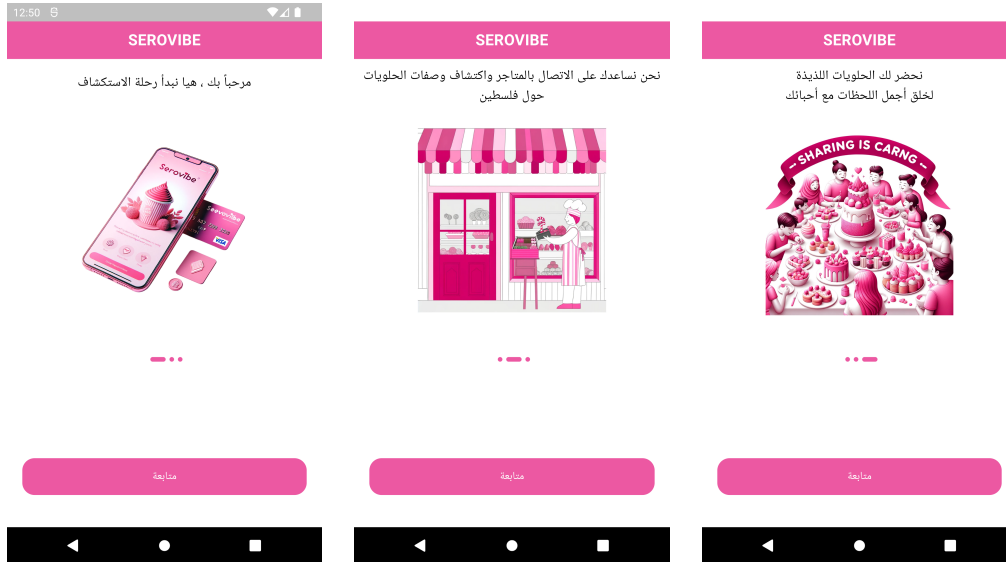 12:50
SEROVIBE
مرحباً بك ، هيا نبدأ رحلة الاستكشاف
Serovibe
VISA
متابعة
SEROVIBE
نحن نساعدك على الاتصال بالمتاجر واكتشاف وصفات الحلويات
حول فلسطين
متابعة
SEROVIBE
نحضر لك الحلويات اللذيذة
لخلق أجمل اللحظات مع أحبائك
SHARING IS CARNG
متابعة